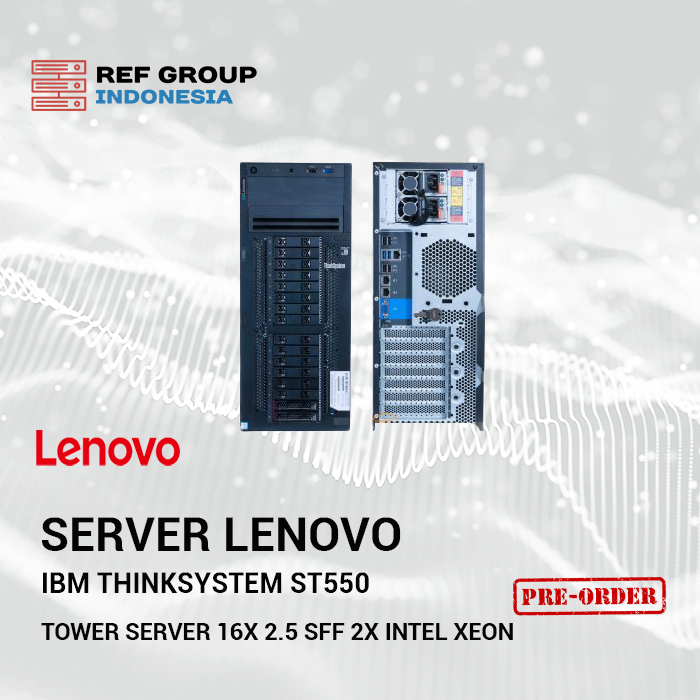 REF GROUP
INDONESIA
ThinkSystem
Lenovo
SERVER LENOVO
IBM THINKSYSTEM ST550
PRE-ORDER
TOWER SERVER 16X 2.5 SFF 2X INTEL XEON